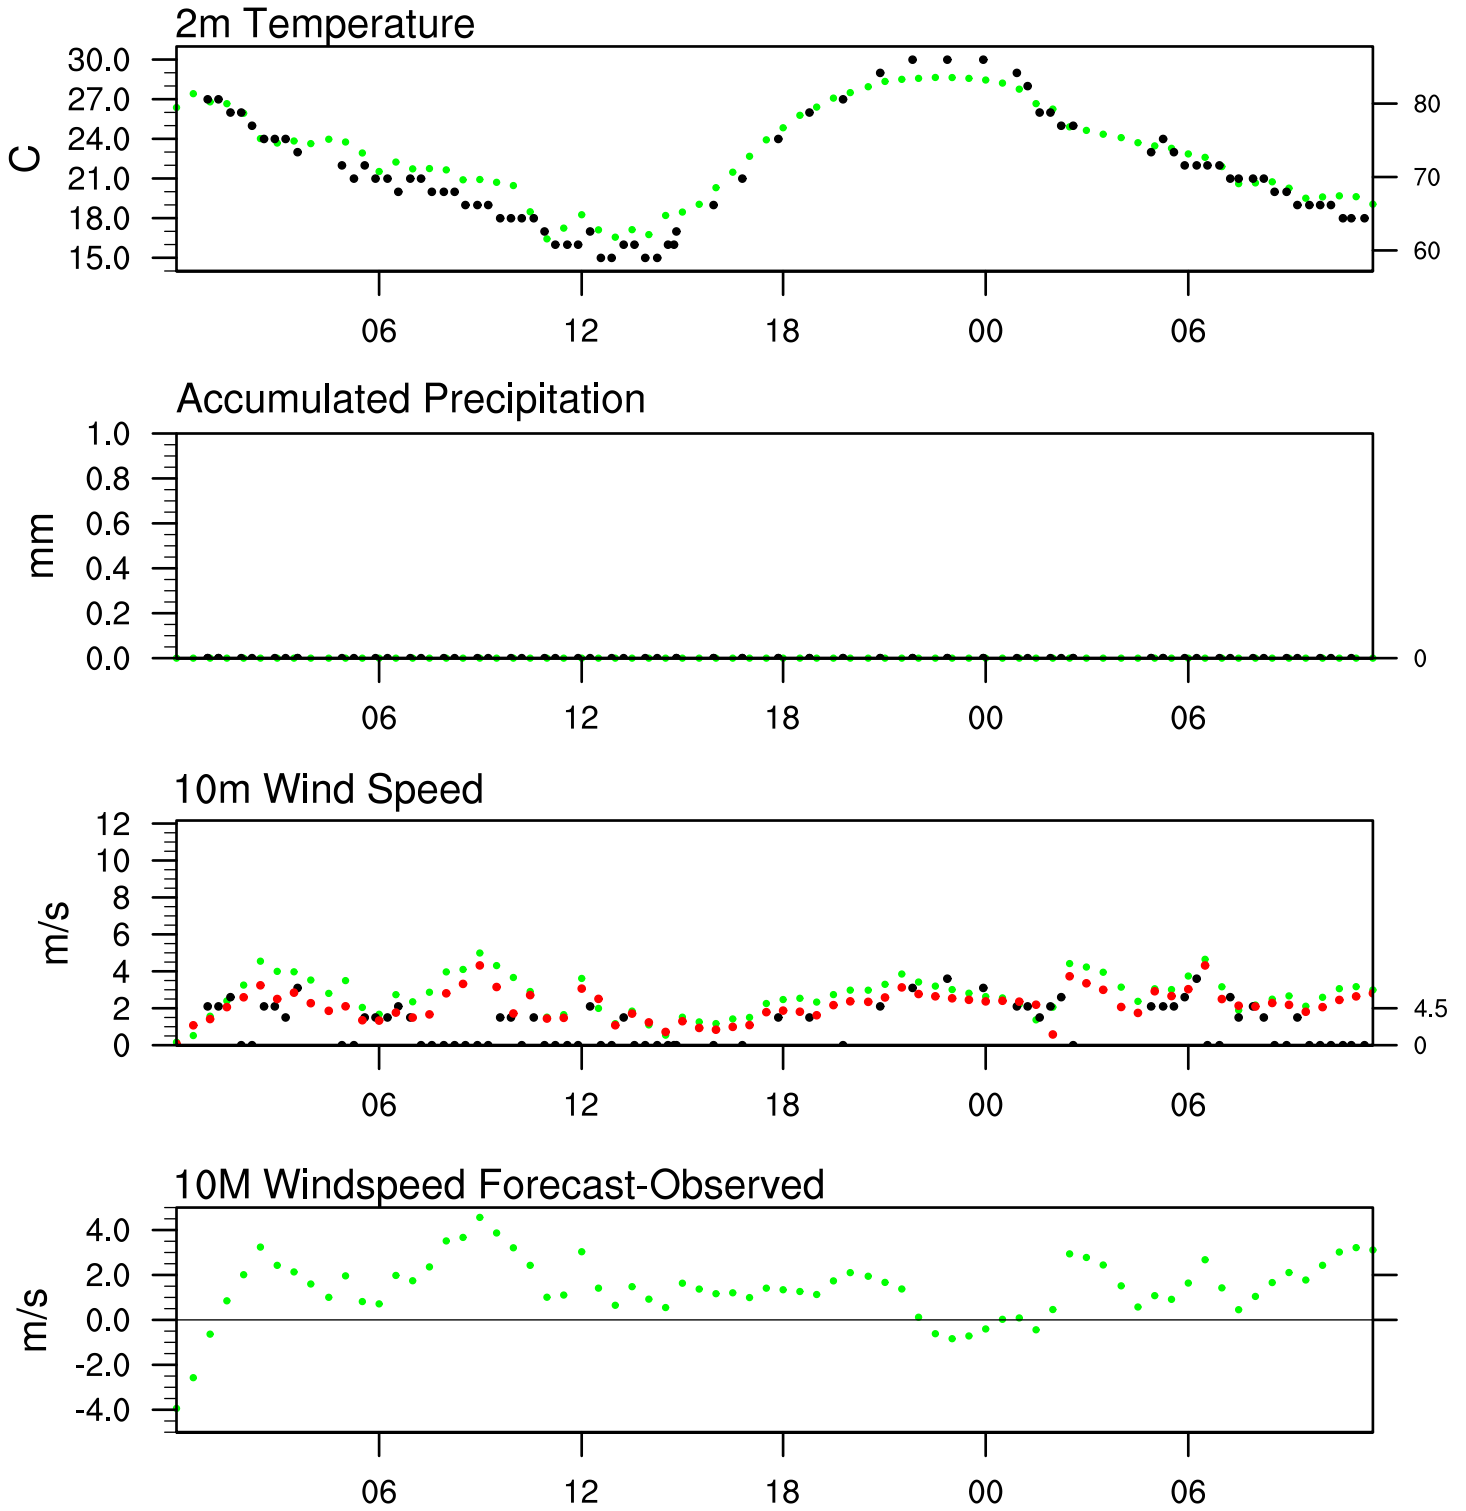 2m Temperature
30.0
27.0
24.0
21.0
18.0
15.0
C
80
70
60
06 12 18 00 06
Accumulated Precipitation
1.0
0.8
0.6
0.4
0.2
0.0
mm
0
06 12 18 00 06
10m Wind Speed
12
10
8
6
4
2
0
m/s
4.5
0
06 12 18 00 06
10M Windspeed Forecast-Observed
4.0
2.0
0.0
-2.0
-4.0
m/s
06 12 18 00 06